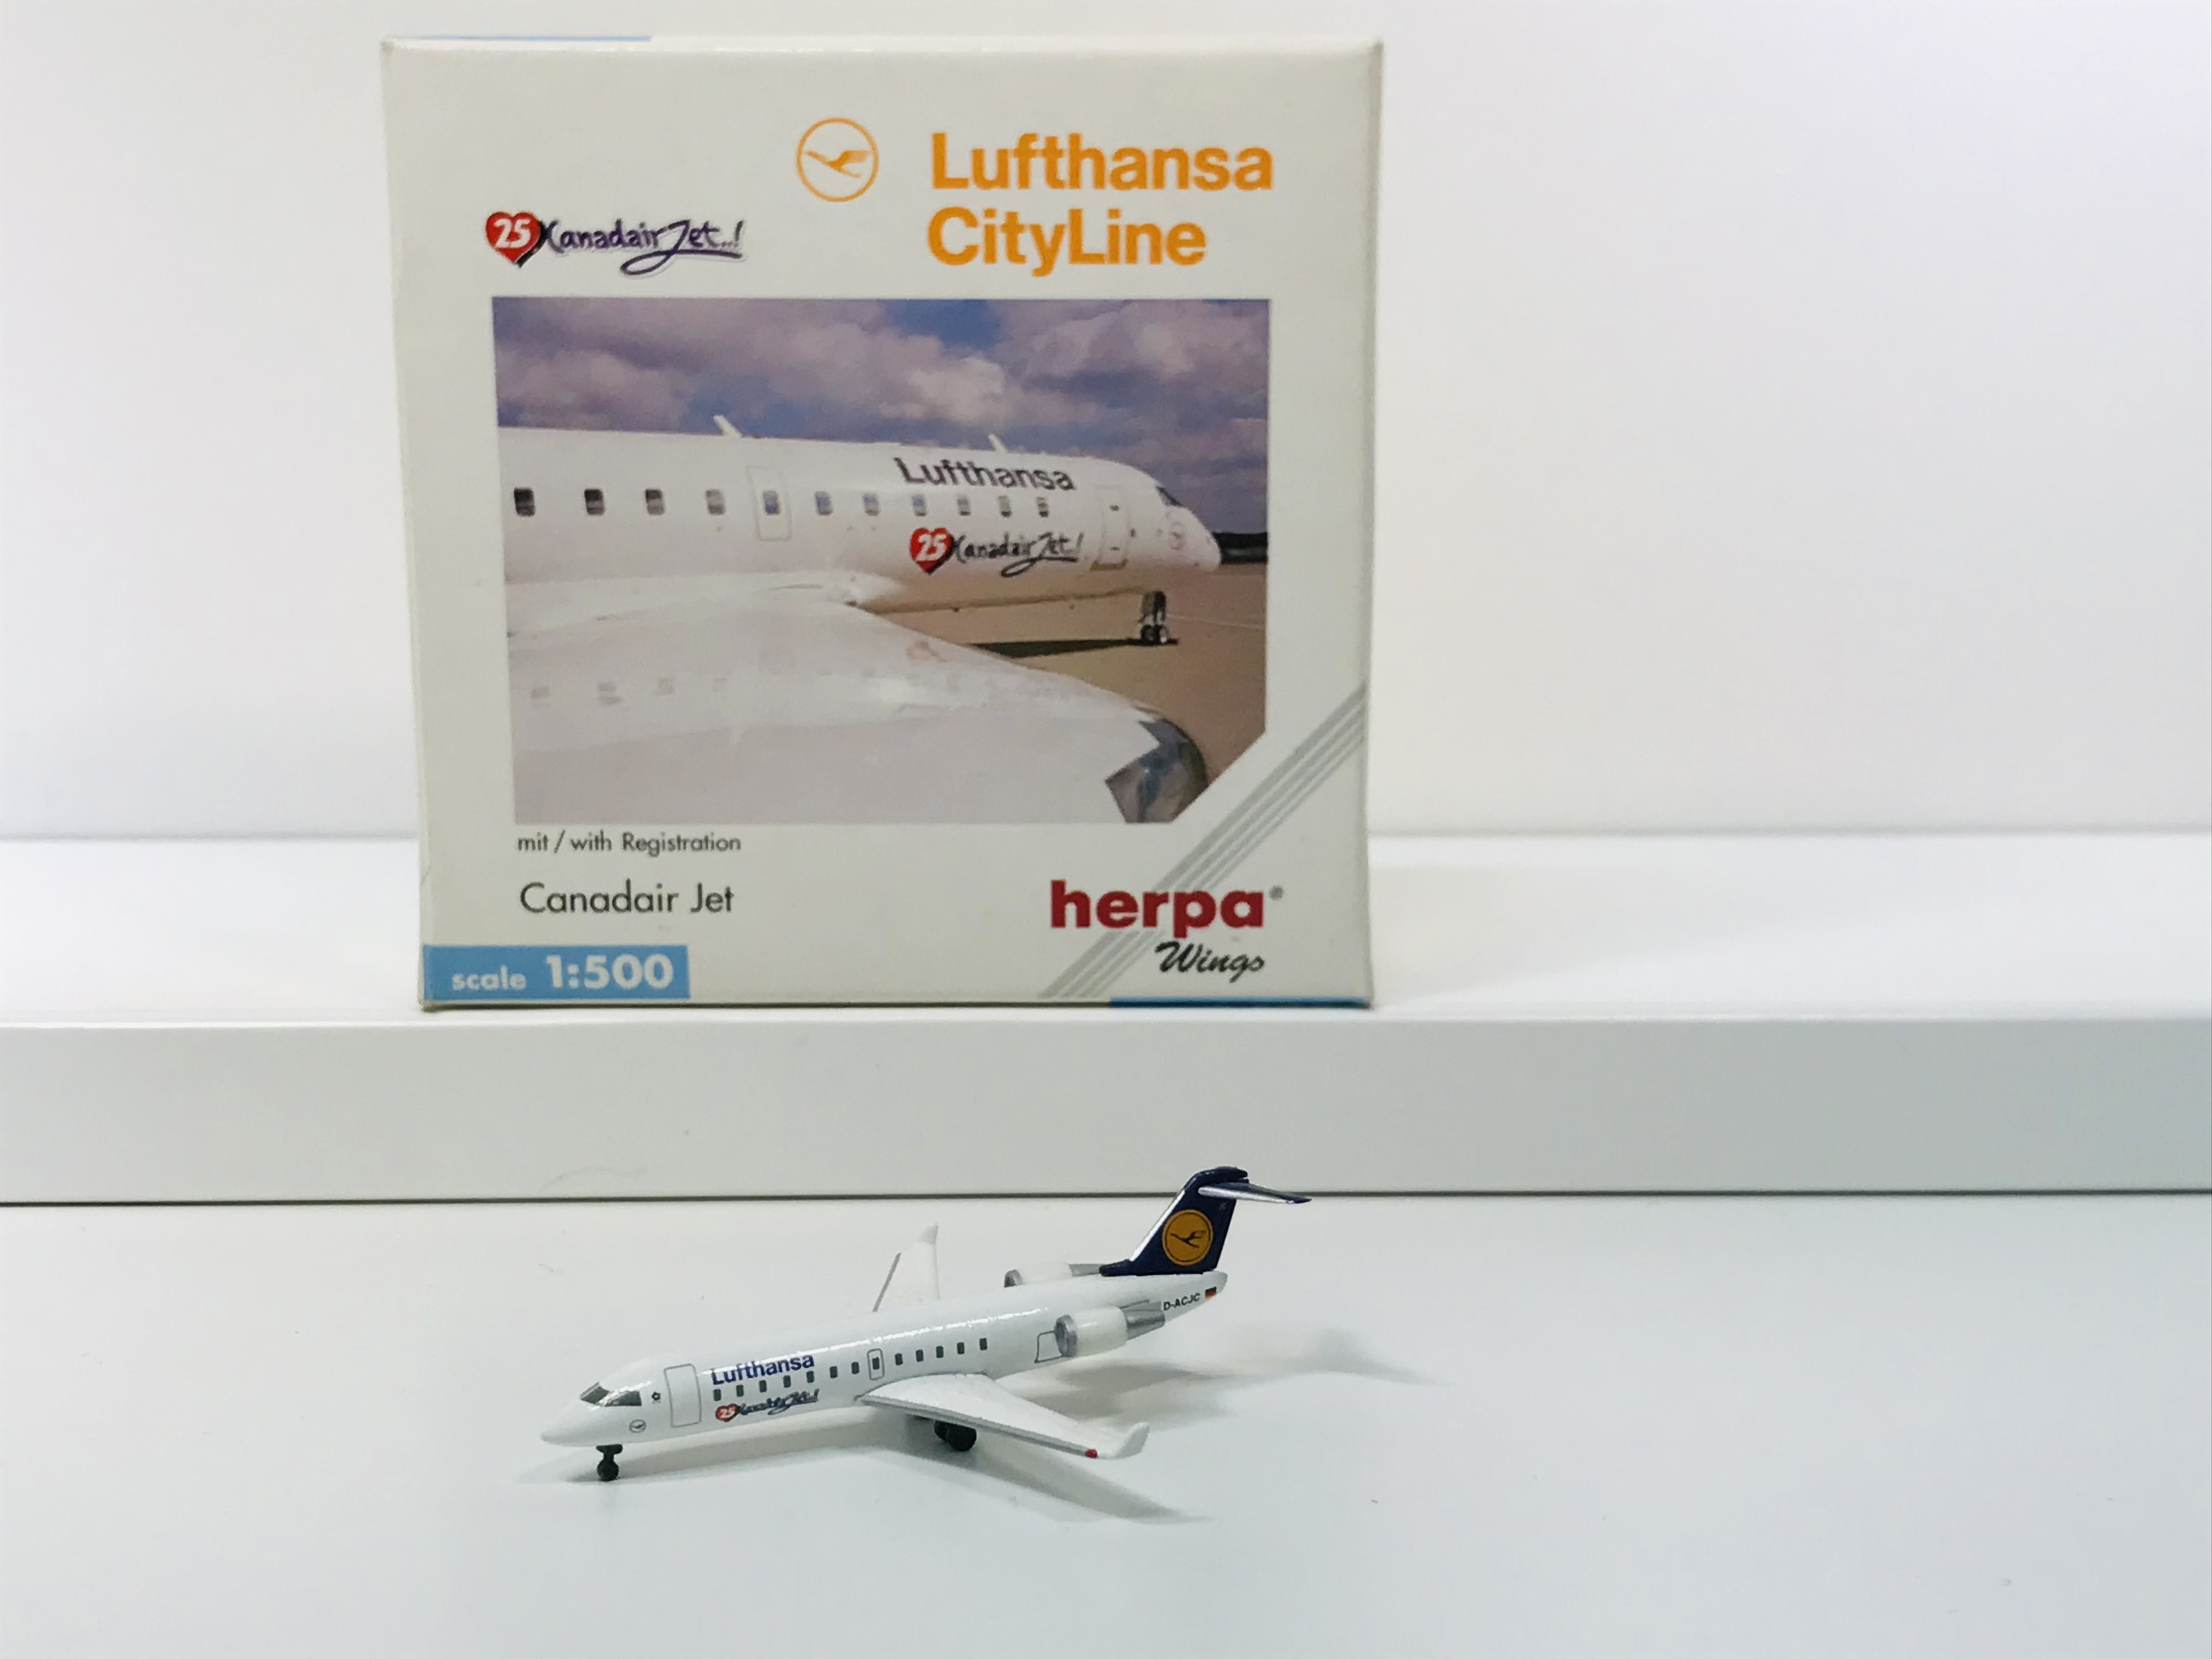 Lufthansa
CityLine
25 Kanadair Jet..!
Lufthansa
25 Kanadair Jet..!
mit / with Registration
Canadair Jet
herpa®
Wings
scale 1:500
D-ACJC
Lufthansa
25